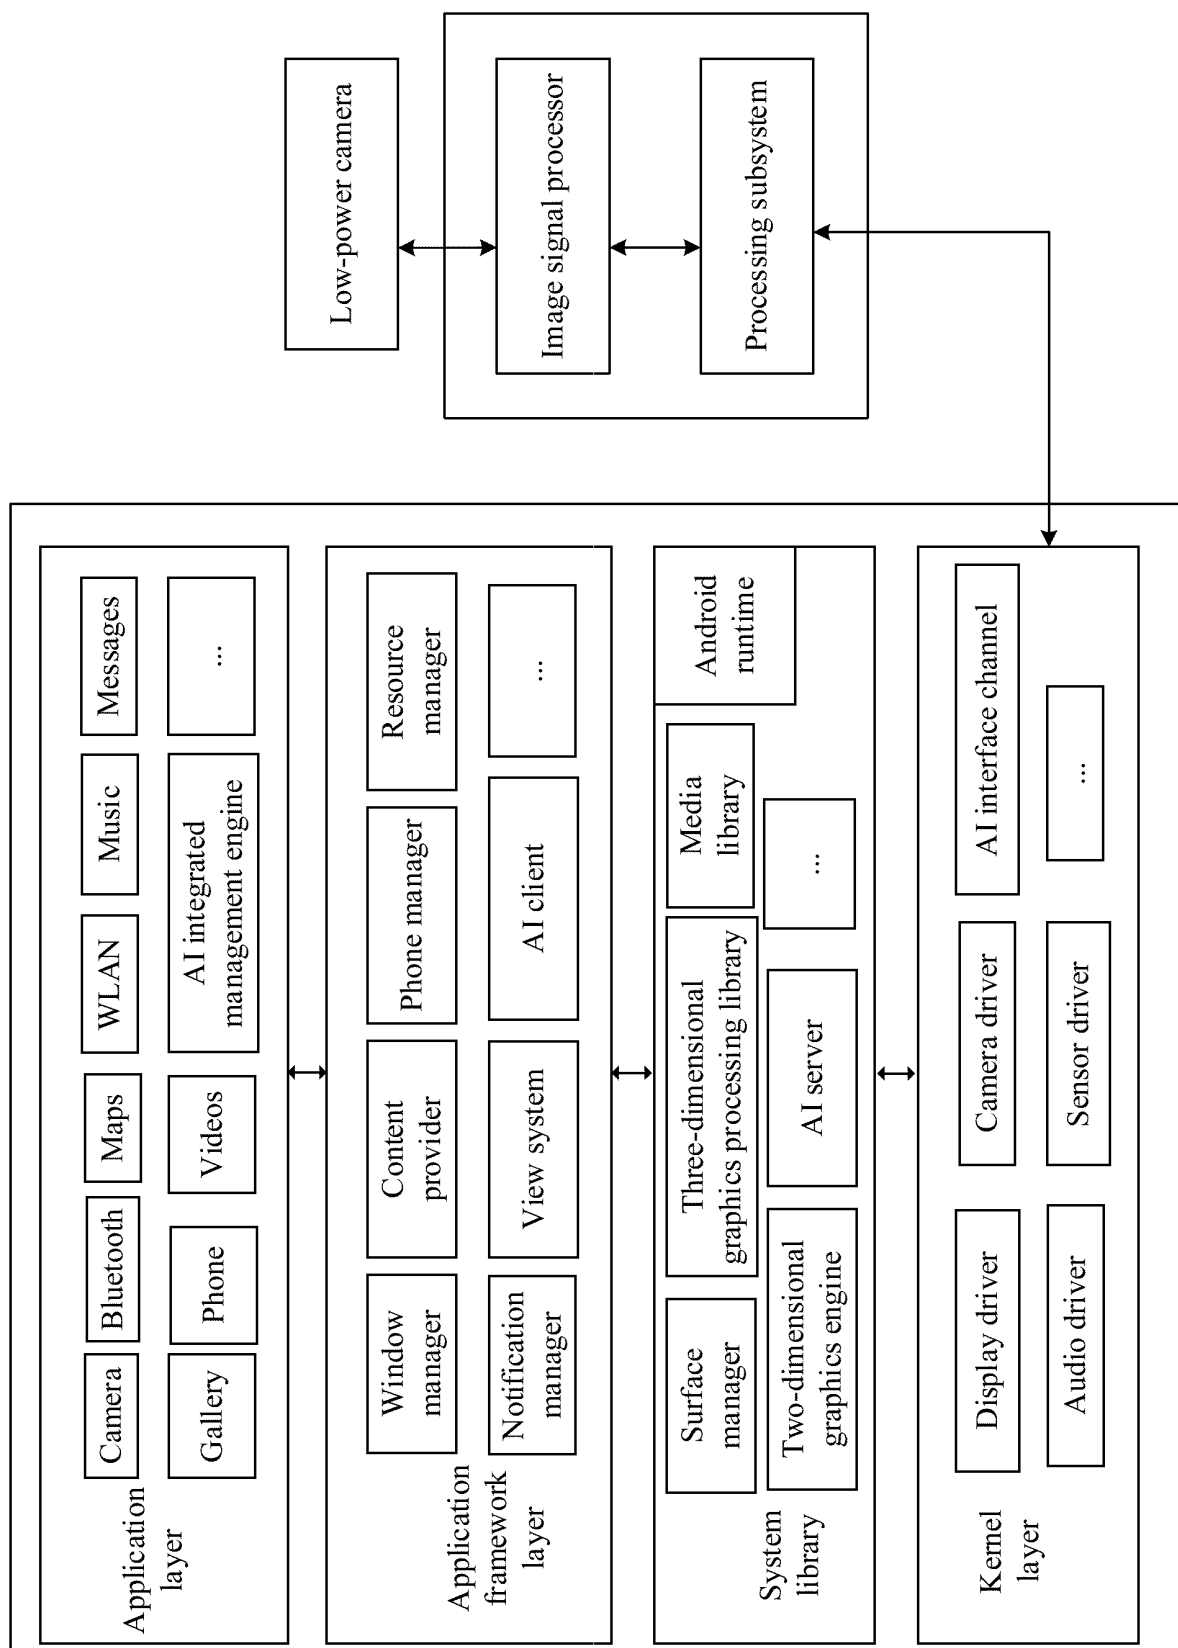 Application
layer
Camera
Bluetooth
Maps
WLAN
Music
Messages
Gallery
Phone
Videos
AI integrated
management engine
...
Application
framework
layer
Window
manager
Content
provider
Phone manager
Resource
manager
Notification
manager
View system
AI client
...
System
library
Surface
manager
Three-dimensional
graphics processing library
Media
library
Android
runtime
Two-dimensional
graphics engine
AI server
...
Kernel
layer
Display driver
Camera driver
AI interface channel
Audio driver
Sensor driver
...
Low-power camera
Image signal processor
Processing subsystem